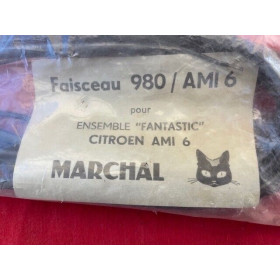 Faisceau 980 / AMI 6
pour
ENSEMBLE "FANTASTIC"
CITROEN AMI 6
MARCHAL